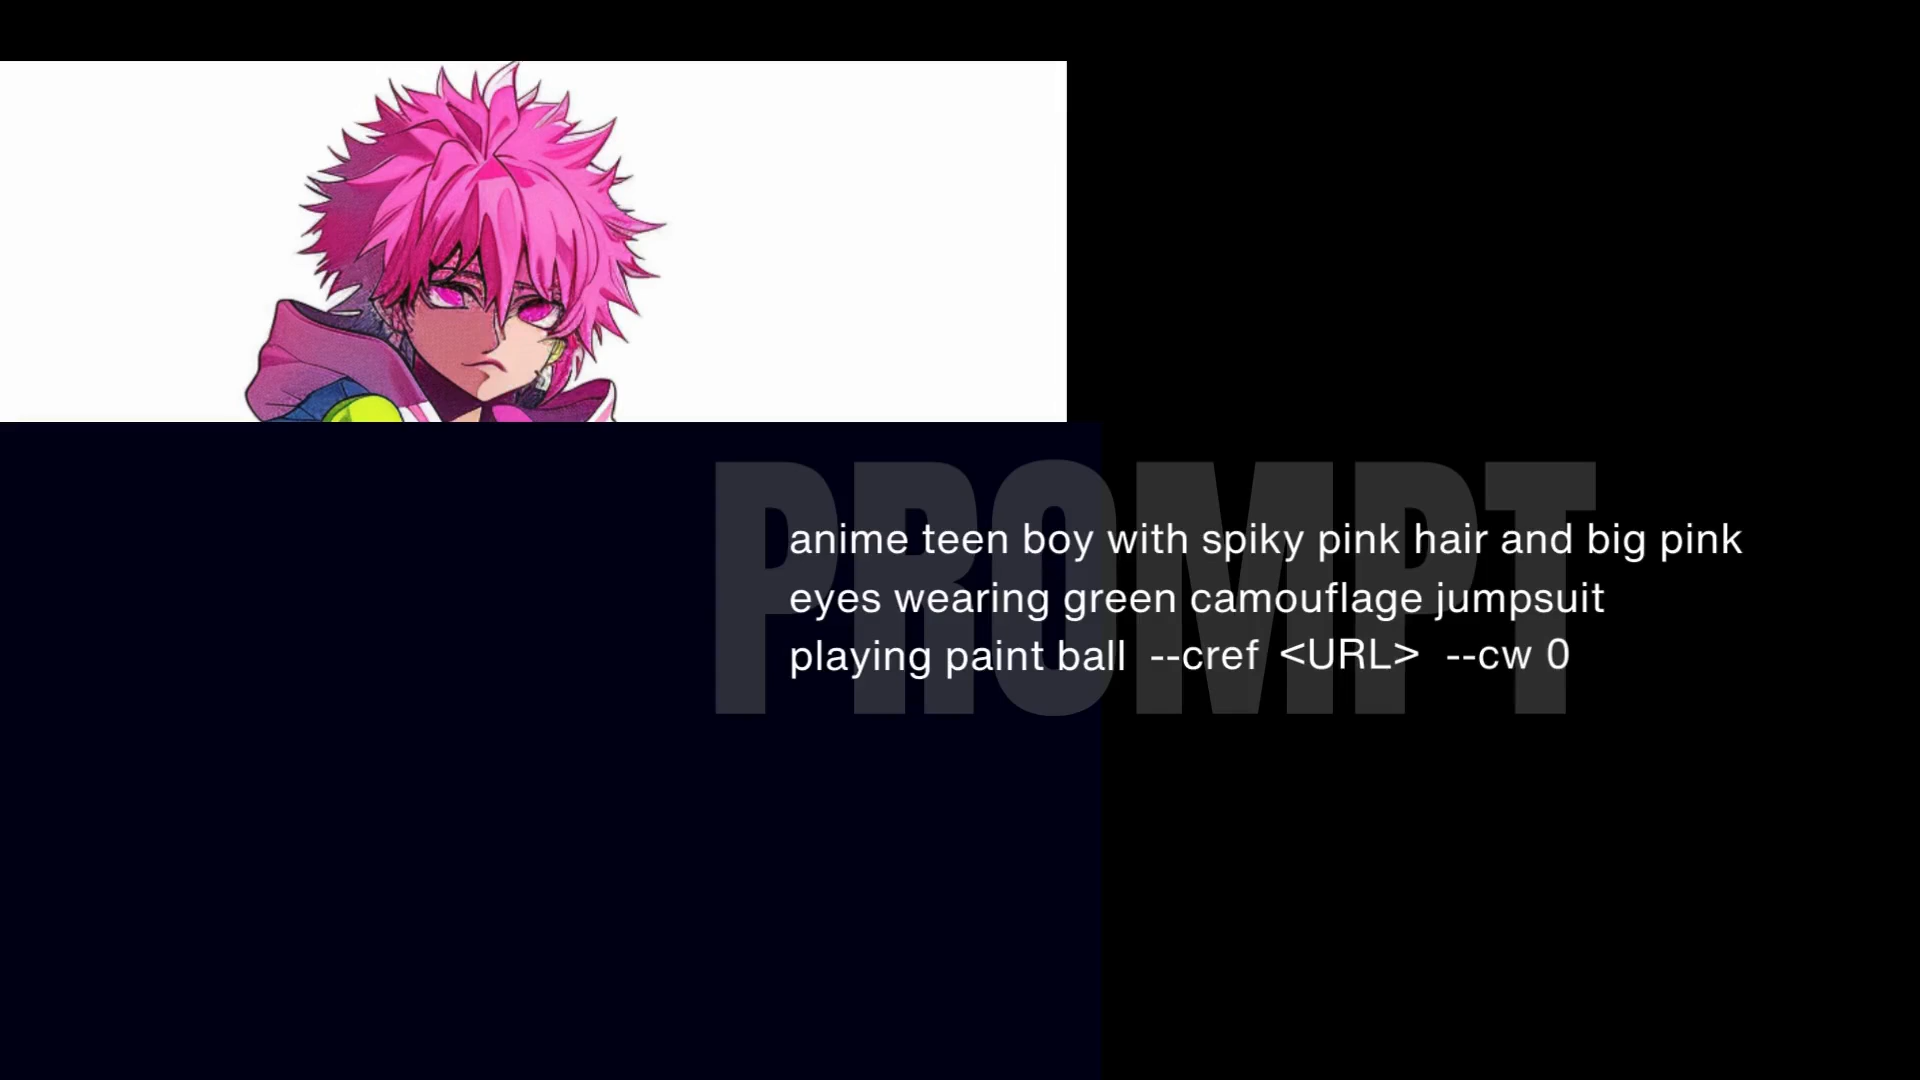 PROMPT
anime teen boy with spiky pink hair and big pink
eyes wearing green camouflage jumpsuit
playing paint ball --cref <URL> --cw 0